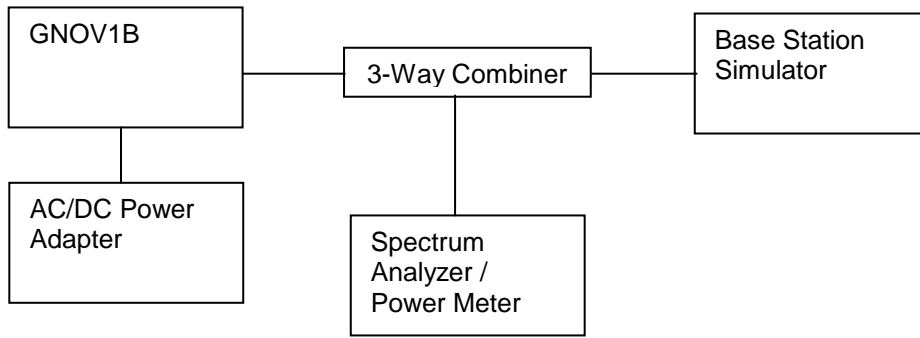 GNOV1B
3-Way Combiner
Base Station
Simulator
AC/DC Power
Adapter
Spectrum
Analyzer /
Power Meter